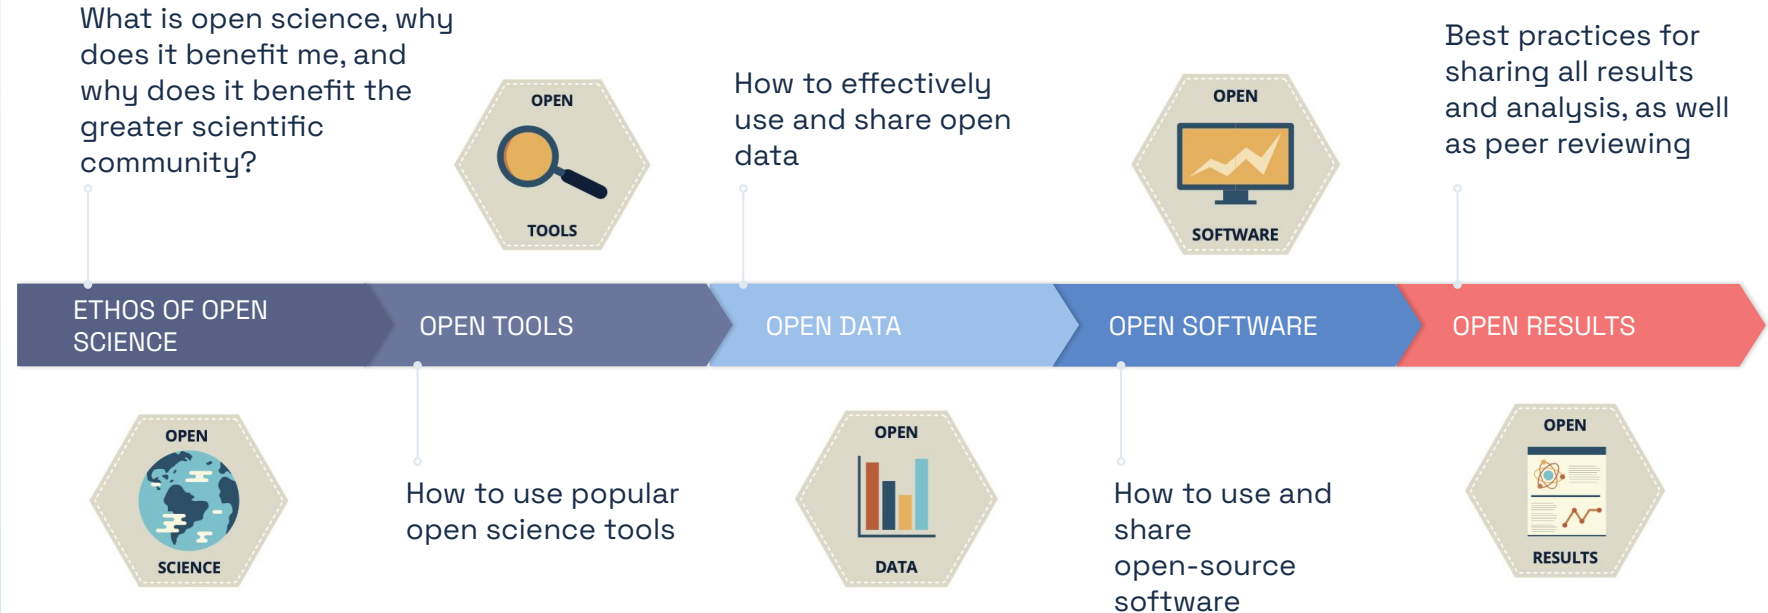 What is open science, why
does it benefit me, and
why does it benefit the
greater scientific
community?
OPEN
TOOLS
How to effectively
use and share open
data
OPEN
SOFTWARE
Best practices for
sharing all results
and analysis, as well
as peer reviewing
ETHOS OF OPEN
SCIENCE
OPEN TOOLS
OPEN DATA
OPEN SOFTWARE
OPEN RESULTS
OPEN
SCIENCE
How to use popular
open science tools
OPEN
DATA
How to use and
share
open-source
software
OPEN
RESULTS